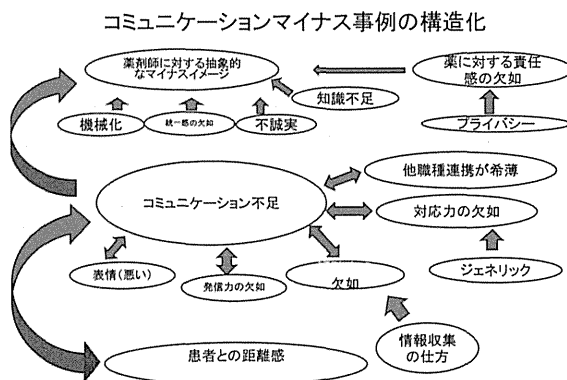 コミュニケーションマイナス事例の構造化
薬剤師に対する抽象的
なマイナスイメージ
薬に対する責任
感の欠如
知識不足
機械化
統一感の欠如
不誠実
プライバシー
他職種連携が希薄
コミュニケーション不足
対応力の欠如
表情(悪い)
発信力の欠如
欠如
ジェネリック
情報収集
の仕方
患者との距離感